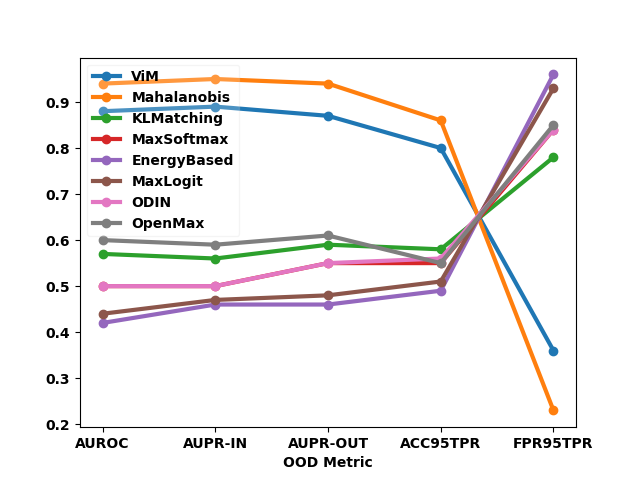 ViM
Mahalanobis
KLMatching
MaxSoftmax
EnergyBased
MaxLogit
ODIN
OpenMax
0.9
0.8
0.7
0.6
0.5
0.4
0.3
0.2
AUROC AUPR-IN AUPR-OUT ACC95TPR FPR95TPR
OOD Metric